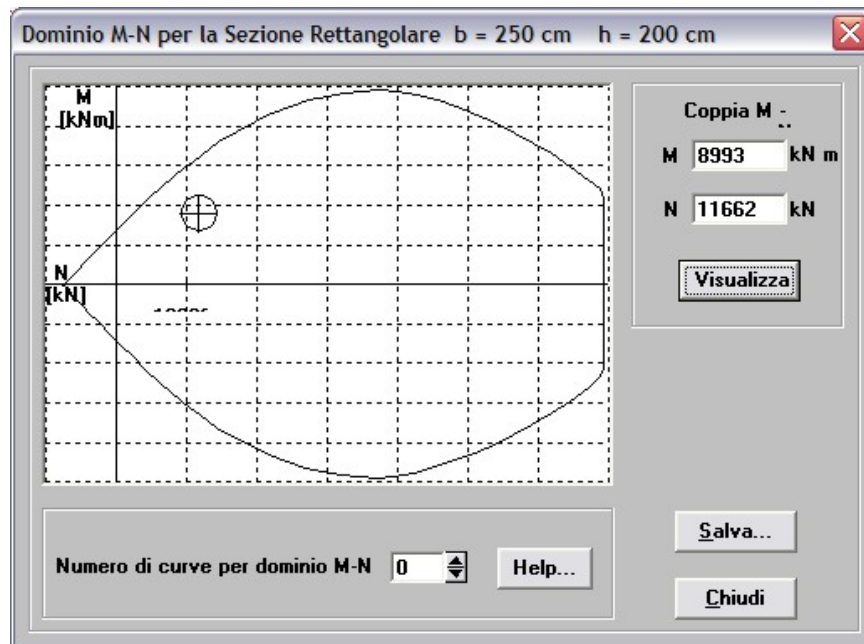 Dominio M-N per la Sezione Rettangolare b = 250 cm h = 200 cm
M
[kNm]
N
[kN]
Coppia M -
M 8993 kN m
N 11662 kN
Visualizza
Numero di curve per dominio M-N 0 Help...
Salva...
Chiudi